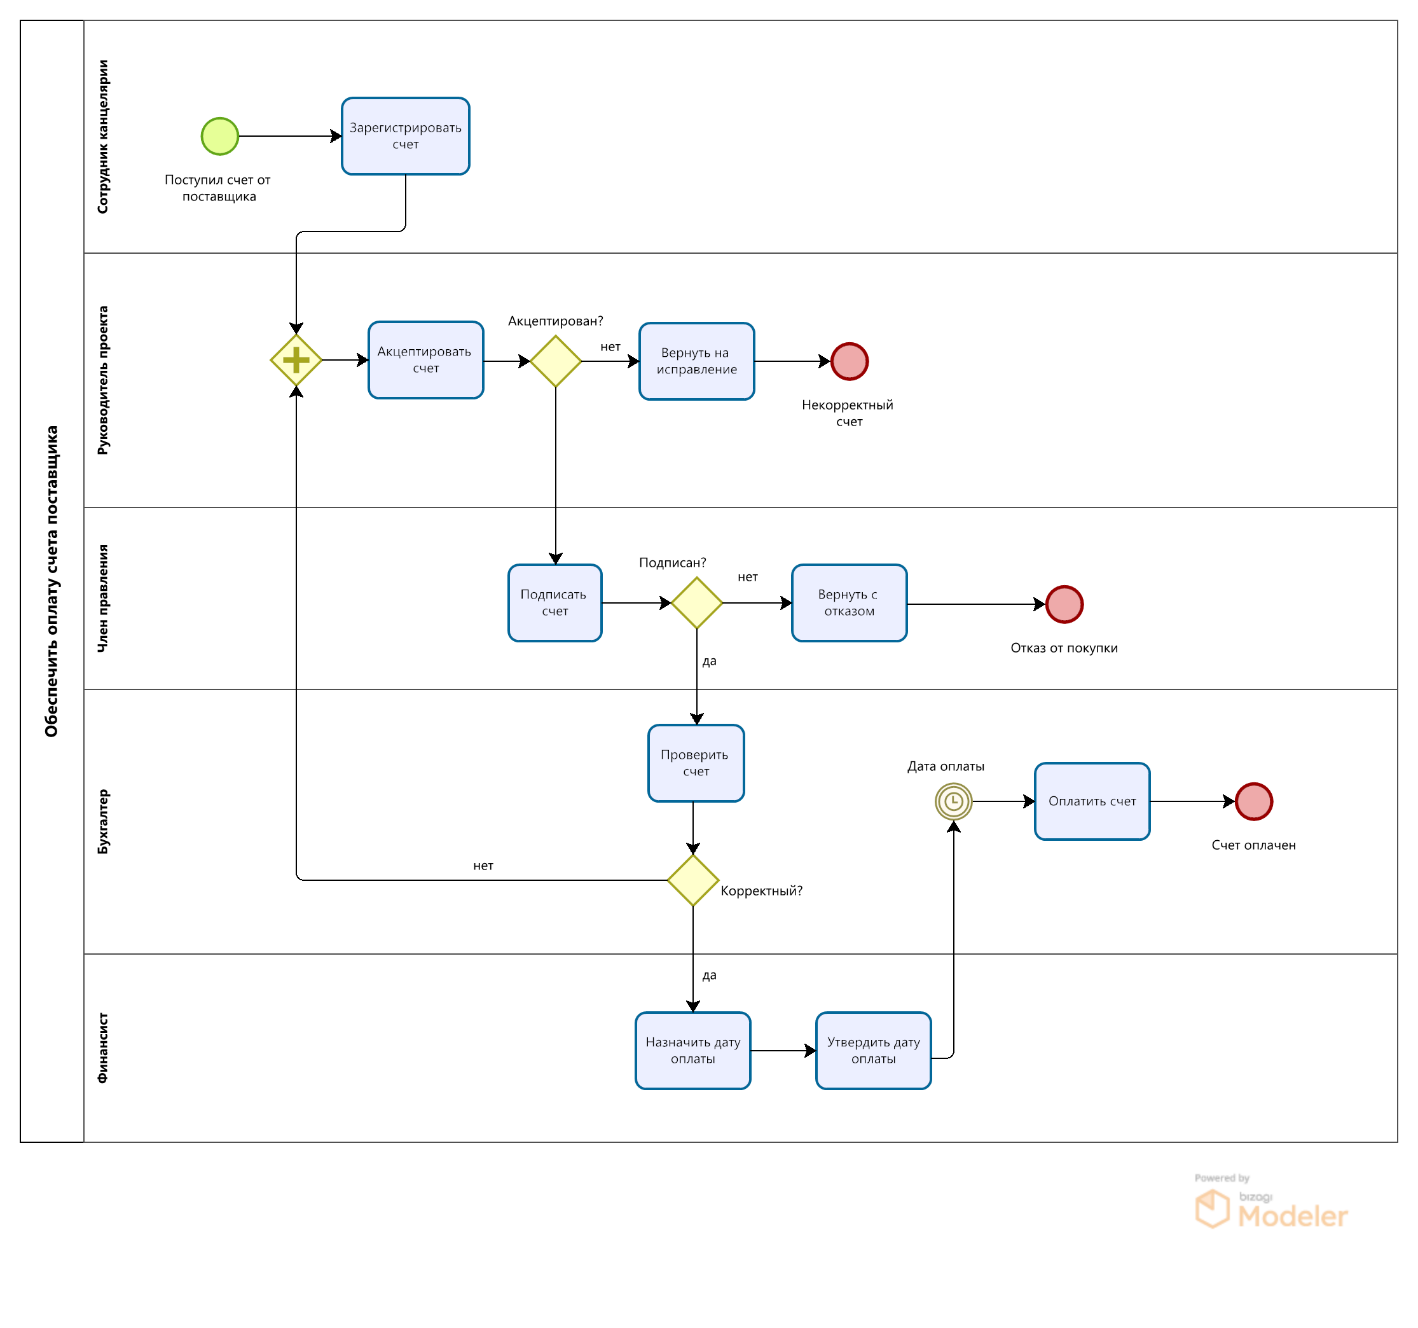 Обеспечить оплату счета поставщика
Сотрудник канцелярии
Поступил счет от
поставщика
Зарегистрировать
счет
Руководитель проекта
Акцептировать
счет
Акцептирован?
нет
Вернуть на
исправление
Некорректный
счет
Член правления
Подписать
счет
Подписан?
нет
да
Вернуть с
отказом
Отказ от покупки
Бухгалтер
Проверить
счет
нет
Корректный?
Дата оплаты
Оплатить счет
Счет оплачен
Финансист
да
Назначить дату
оплаты
Утвердить дату
оплаты
Powered by
bizagi
Modeler